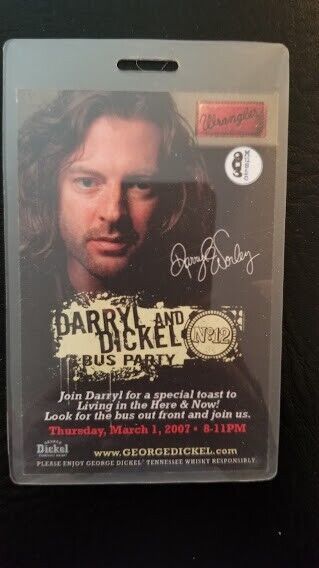 Wrangler
Darryl Worley
DARRYL AND
DICKEL
Nº12
BUS PARTY
Join Darryl for a special toast to
Living in the Here & Now!
Look for the bus out front and join us.
Thursday, March 1, 2007 • 8-11PM
GEORGE
Dickel
www.GEORGEDICKEL.com
PLEASE ENJOY GEORGE DICKEL® TENNESSEE WHISKY RESPONSIBLY.